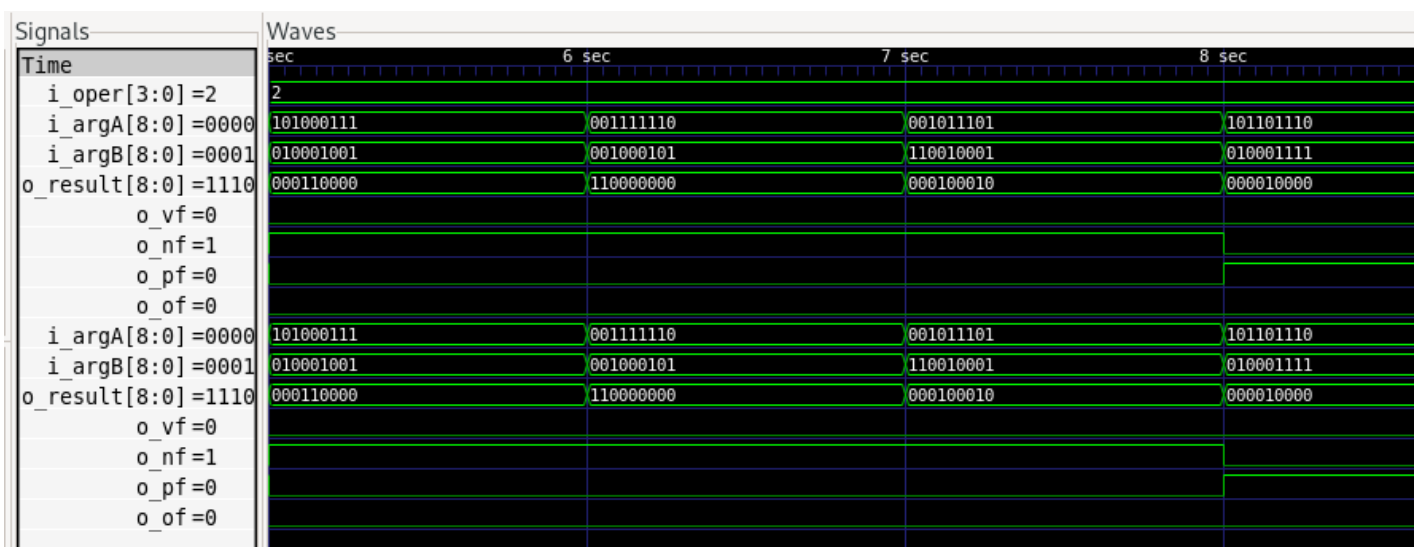 Signals Waves
Time sec 6 sec 7 sec 8 sec
i_oper[3:0]=2 2
i_argA[8:0]=0000 101000111 001111110 001011101 101101110
i_argB[8:0]=0001 010001001 001000101 110010001 010001111
o_result[8:0]=1110 000110000 110000000 000100010 000010000
o_vf=0
o_nf=1
o_pf=0
o_of=0
i_argA[8:0]=0000 101000111 001111110 001011101 101101110
i_argB[8:0]=0001 010001001 001000101 110010001 010001111
o_result[8:0]=1110 000110000 110000000 000100010 000010000
o_vf=0
o_nf=1
o_pf=0
o_of=0